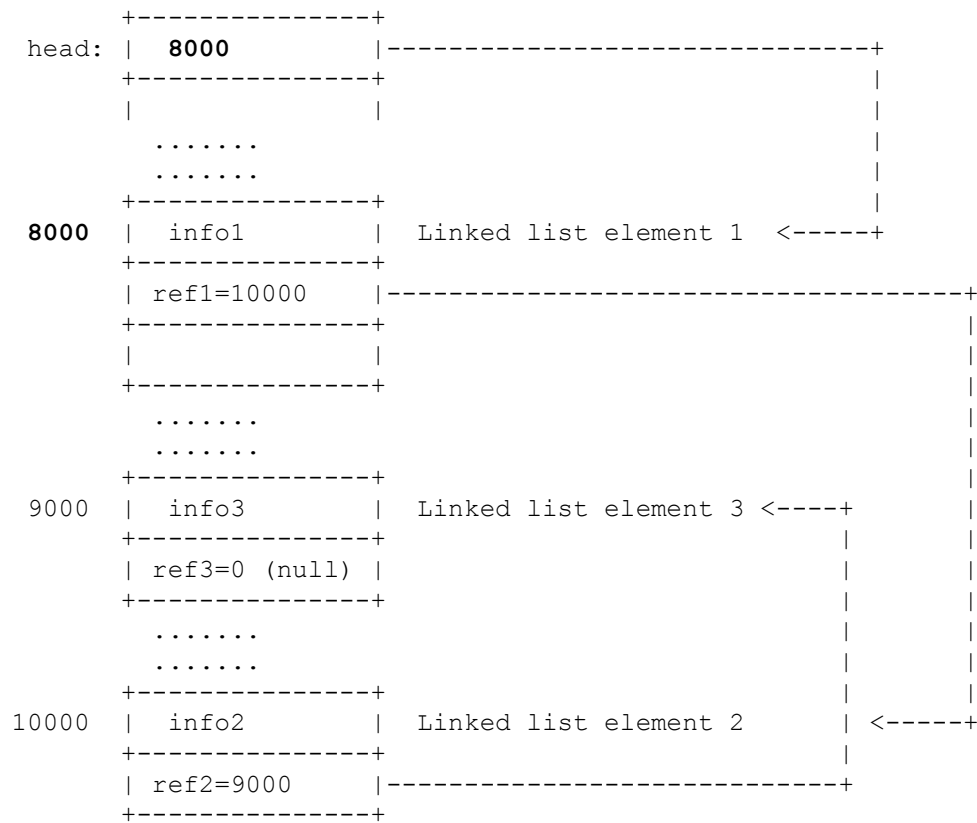 head: 8000
.......
.......
8000 info1 Linked list element 1
ref1=10000
.......
.......
9000 info3 Linked list element 3
ref3=0 (null)
.......
.......
10000 info2 Linked list element 2
ref2=9000